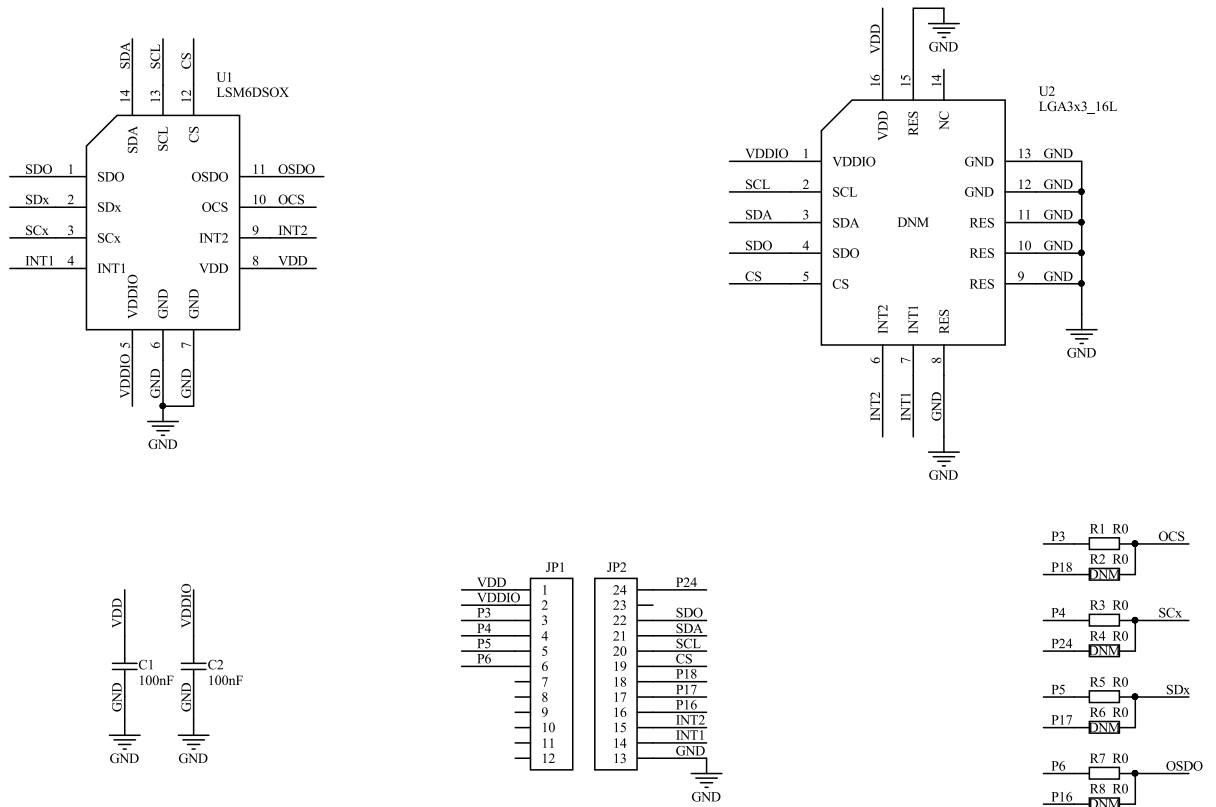 U1
LSM6DSOX
SDA
SCL
CS
14
13
12
SDA
SCL
CS
SDO 1 SDO
SDx 2 SDx
SCx 3 SCx
INT1 4 INT1
OSDO 11 OSDO
OCS 10 OCS
INT2 9 INT2
VDD 8 VDD
VDDIO
GND
GND
5
6
7
VDDIO
GND
GND
GND
U2
LGA3x3_16L
VDD
GND
16
15
14
VDD
RES
NC
VDDIO 1 VDDIO
SCL 2 SCL
SDA 3 SDA
SDO 4 SDO
CS 5 CS
DNM
GND 13 GND
GND 12 GND
RES 11 GND
RES 10 GND
RES 9 GND
GND
INT2
INT1
RES
6
7
8
INT2
INT1
GND
GND
VDD
C1
100nF
GND
GND
VDDIO
C2
100nF
GND
GND
JP1
VDD 1
VDDIO 2
P3 3
P4 4
P5 5
P6 6
7
8
9
10
11
12
JP2
24 P24
23
22 SDO
21 SDA
20 SCL
19 CS
18 P18
17 P17
16 P16
15 INT2
14 INT1
13 GND
GND
P3 R1 R0 OCS
P18 R2 R0 DNM
P4 R3 R0 SCx
P24 R4 R0 DNM
P5 R5 R0 SDx
P17 R6 R0 DNM
P6 R7 R0 OSDO
P16 R8 R0 DNM